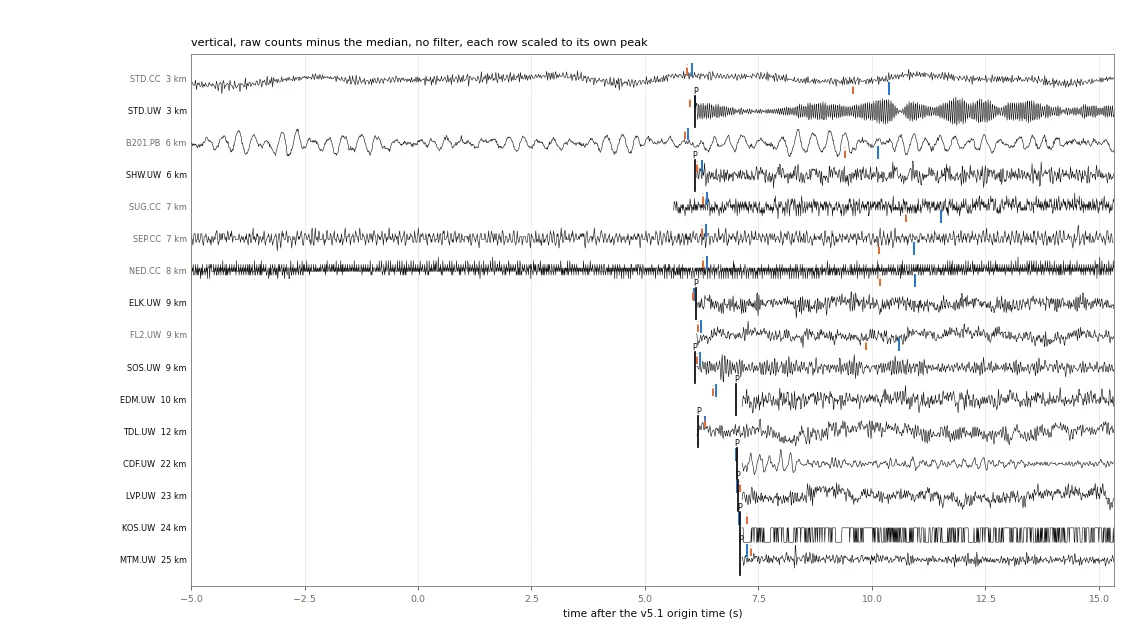 vertical, raw counts minus the median, no filter, each row scaled to its own peak
STD.CC 3 km
P
STD.UW 3 km
B201.PB 6 km
P
SHW.UW 6 km
SUG.CC 7 km
SEP.CC 7 km
NED.CC 8 km
P
ELK.UW 9 km
FL2.UW 9 km
P
SOS.UW 9 km
P
EDM.UW 10 km
P
TDL.UW 12 km
P
CDF.UW 22 km
P
LVP.UW 23 km
P
KOS.UW 24 km
P
MTM.UW 25 km
−5.0 −2.5 0.0 2.5 5.0 7.5 10.0 12.5 15.0
time after the v5.1 origin time (s)